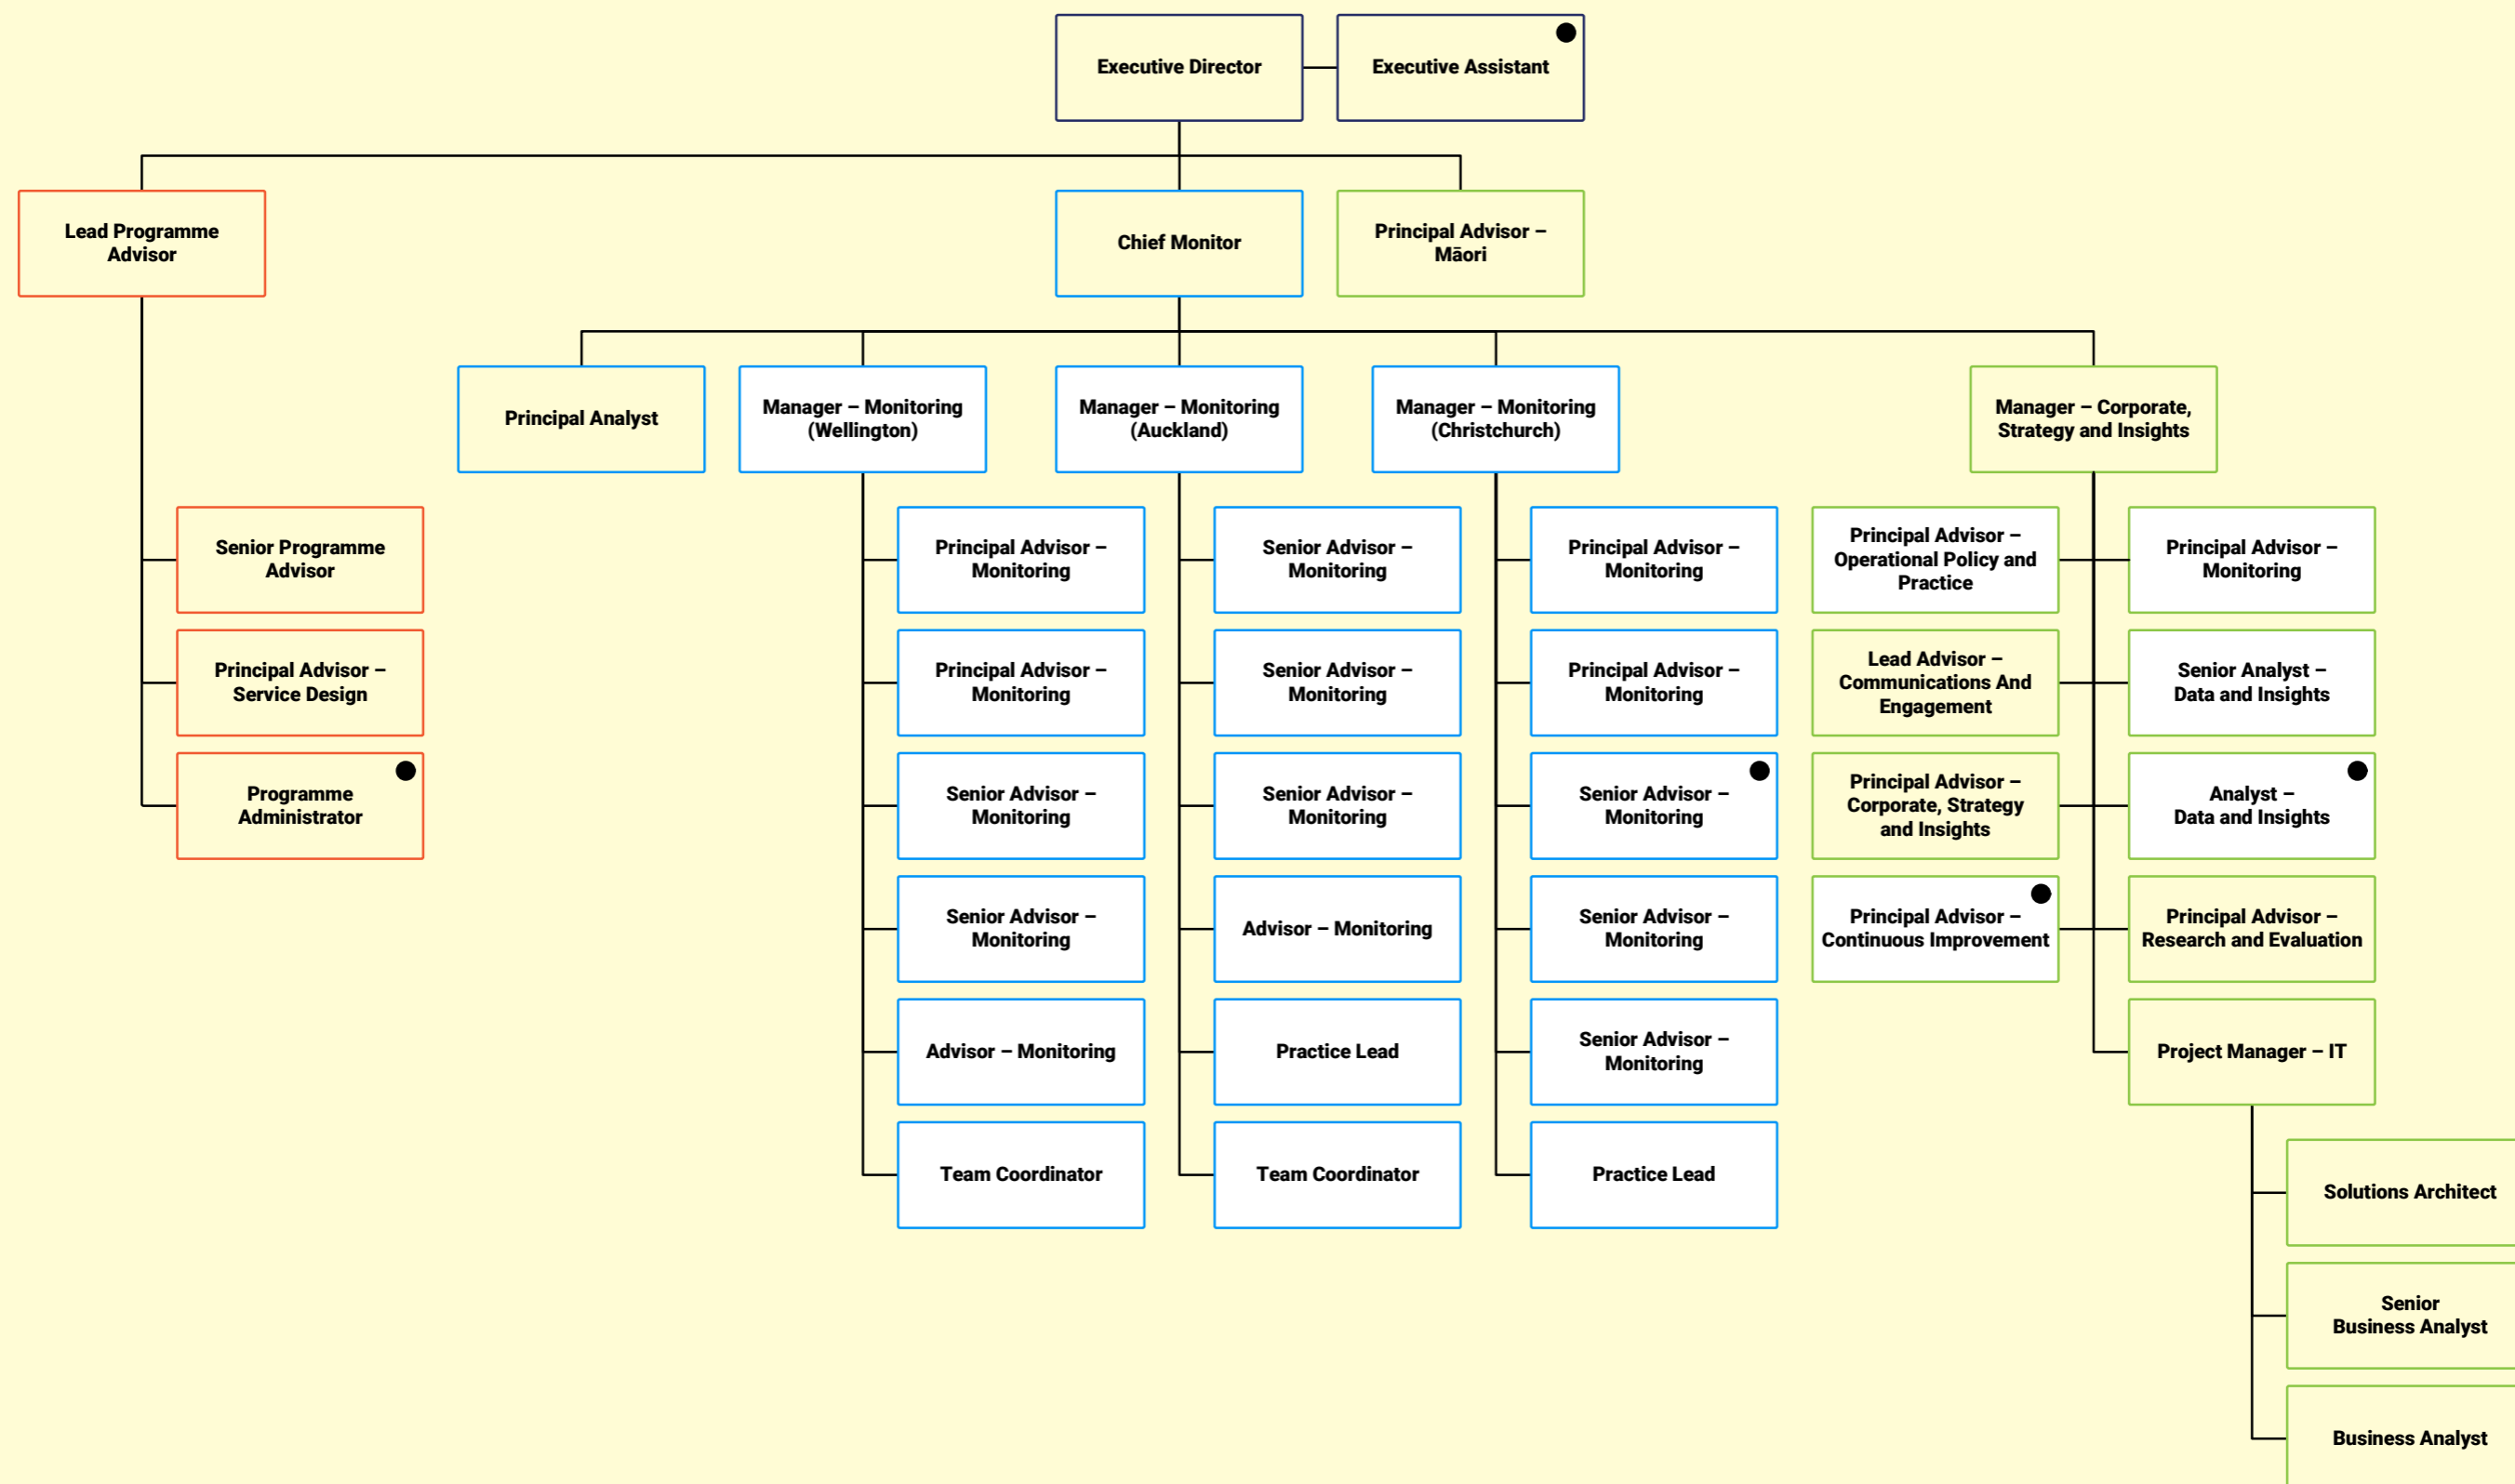 Executive Director
Executive Assistant
Lead Programme
Advisor
Chief Monitor
Principal Advisor –
Māori
Principal Analyst
Manager – Monitoring
(Wellington)
Manager – Monitoring
(Auckland)
Manager – Monitoring
(Christchurch)
Manager – Corporate,
Strategy and Insights
Senior Programme
Advisor
Principal Advisor –
Service Design
Programme
Administrator
Principal Advisor –
Monitoring
Principal Advisor –
Monitoring
Senior Advisor –
Monitoring
Senior Advisor –
Monitoring
Advisor – Monitoring
Team Coordinator
Senior Advisor –
Monitoring
Senior Advisor –
Monitoring
Senior Advisor –
Monitoring
Advisor – Monitoring
Practice Lead
Team Coordinator
Principal Advisor –
Monitoring
Principal Advisor –
Monitoring
Senior Advisor –
Monitoring
Senior Advisor –
Monitoring
Senior Advisor –
Monitoring
Practice Lead
Principal Advisor –
Operational Policy and
Practice
Lead Advisor –
Communications And
Engagement
Principal Advisor –
Corporate, Strategy
and Insights
Principal Advisor –
Continuous Improvement
Principal Advisor –
Monitoring
Senior Analyst –
Data and Insights
Analyst –
Data and Insights
Principal Advisor –
Research and Evaluation
Project Manager – IT
Solutions Architect
Senior
Business Analyst
Business Analyst